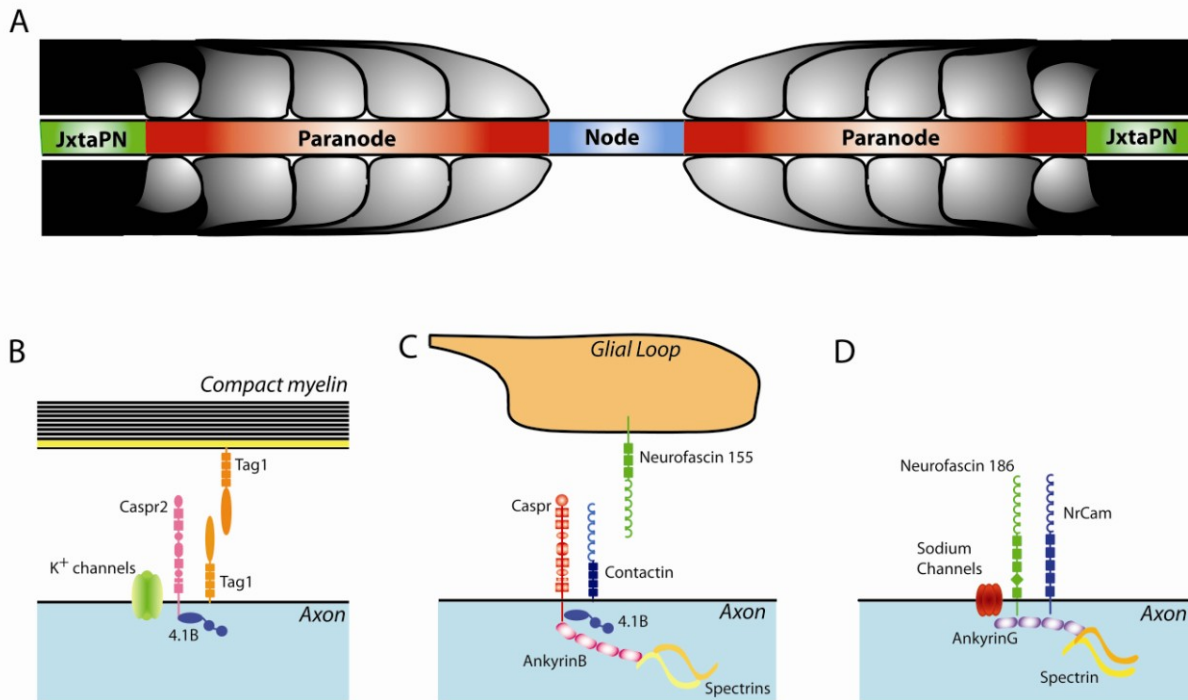 A
JxtaPN
Paranode
Node
Paranode
JxtaPN
B
Compact myelin
Tag1
Caspr2
K+ channels
Tag1
Axon
4.1B
C
Glial Loop
Neurofascin 155
Caspr
Contactin
Axon
4.1B
AnkyrinB
Spectrins
D
Neurofascin 186
NrCam
Sodium
Channels
Axon
AnkyrinG
Spectrin